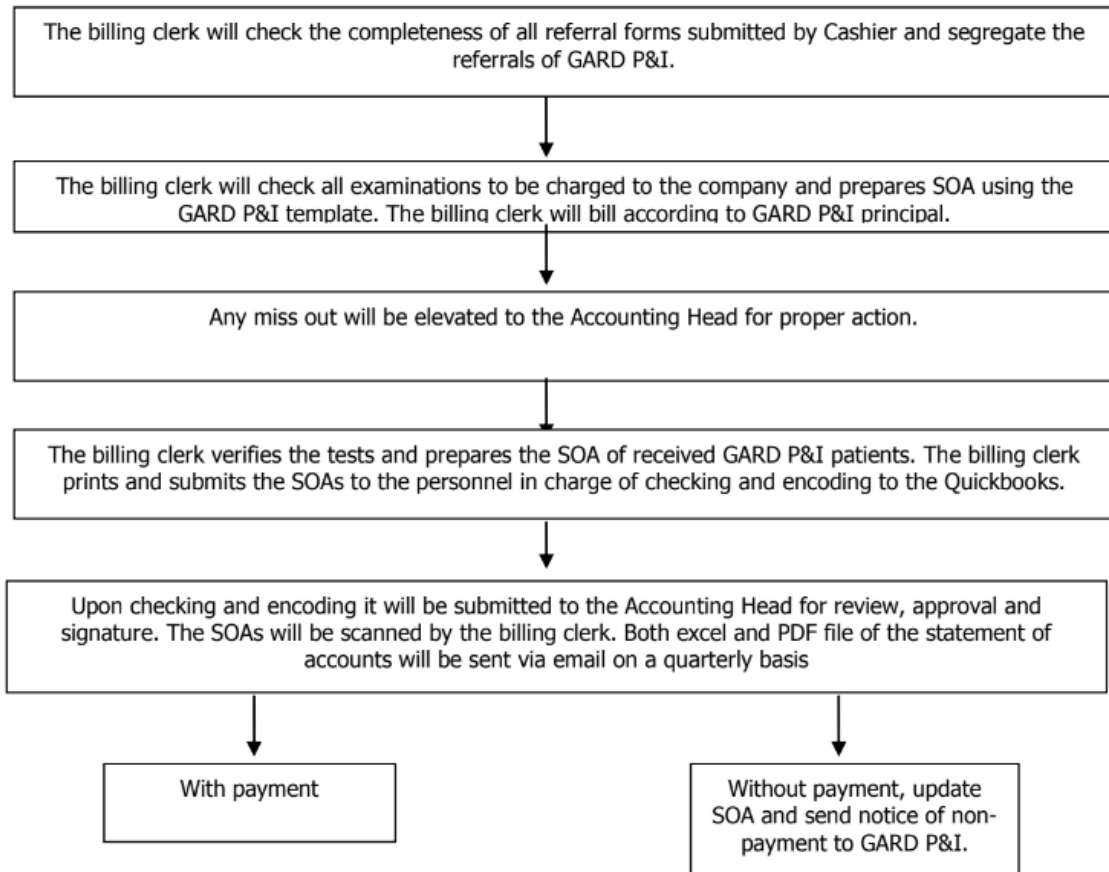 The billing clerk will check the completeness of all referral forms submitted by Cashier and segregate the
referrals of GARD P&I.
The billing clerk will check all examinations to be charged to the company and prepares SOA using the
GARD P&I template. The billing clerk will bill according to GARD P&I principal.
Any miss out will be elevated to the Accounting Head for proper action.
The billing clerk verifies the tests and prepares the SOA of received GARD P&I patients. The billing clerk
prints and submits the SOAs to the personnel in charge of checking and encoding to the Quickbooks.
Upon checking and encoding it will be submitted to the Accounting Head for review, approval and
signature. The SOAs will be scanned by the billing clerk. Both excel and PDF file of the statement of
accounts will be sent via email on a quarterly basis
With payment
Without payment, update
SOA and send notice of non-
payment to GARD P&I.